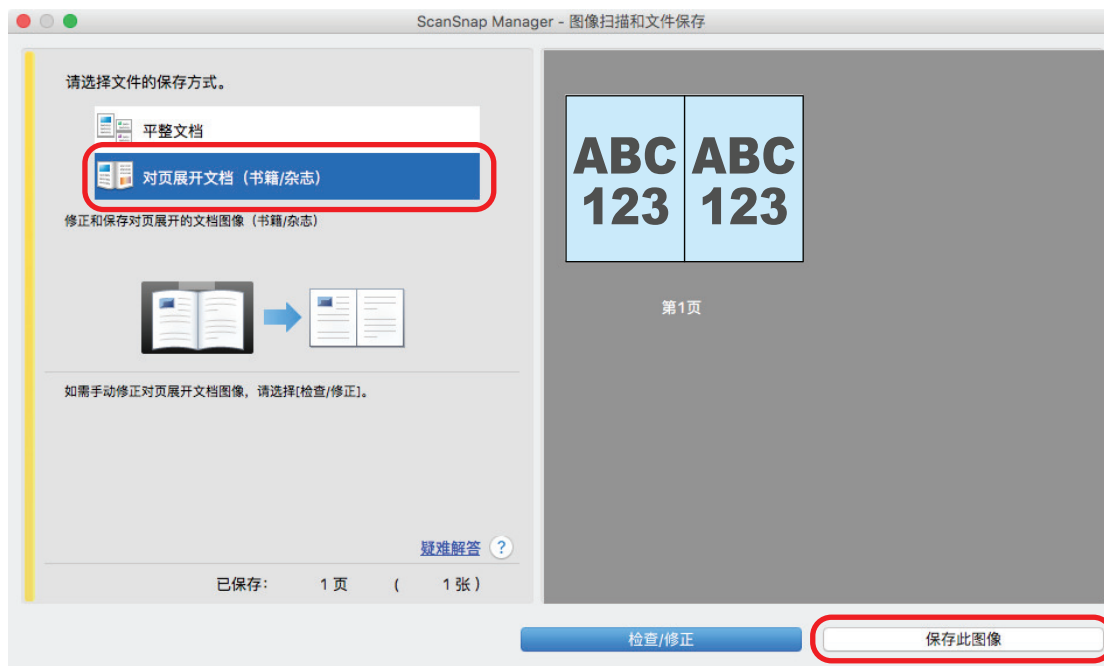 ScanSnap Manager - 图像扫描和文件保存
请选择文件的保存方式。
平整文档
对页展开文档（书籍/杂志）
修正和保存对页展开的文档图像（书籍/杂志）
如需手动修正对页展开文档图像，请选择[检查/修正]。
疑难解答 ?
已保存： 1 页 ( 1 张 )
ABC ABC
123 123
第1页
检查/修正
保存此图像